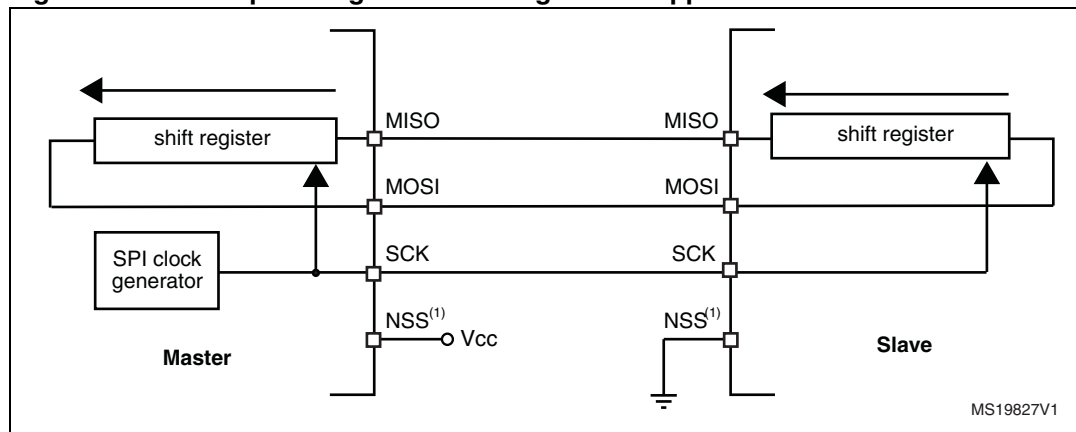 MISO
MISO
shift register
shift register
MOSI
MOSI
SPI clock
generator
SCK
SCK
NSS(1)
Vcc
NSS(1)
Master
Slave
MS19827V1